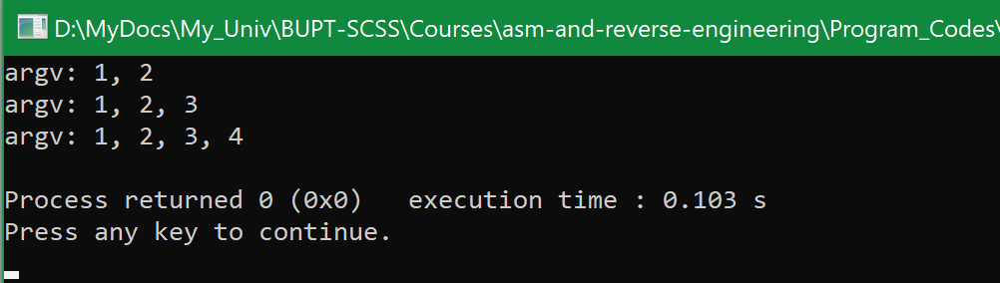 D:\MyDocs\My_Univ\BUPT-SCSS\Courses\asm-and-reverse-engineering\Program_Codes\
argv: 1, 2
argv: 1, 2, 3
argv: 1, 2, 3, 4
Process returned 0 (0x0)   execution time : 0.103 s
Press any key to continue.